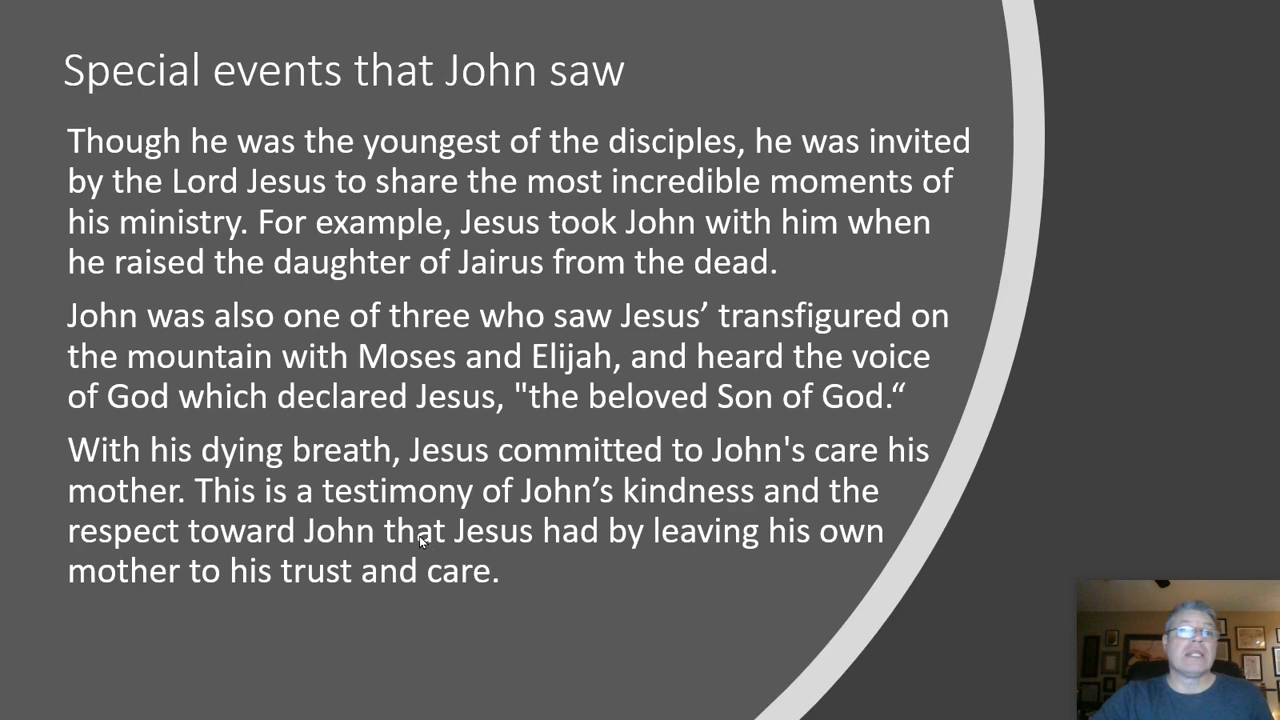 Special events that John saw
Though he was the youngest of the disciples, he was invited
by the Lord Jesus to share the most incredible moments of
his ministry. For example, Jesus took John with him when
he raised the daughter of Jairus from the dead.
John was also one of three who saw Jesus’ transfigured on
the mountain with Moses and Elijah, and heard the voice
of God which declared Jesus, "the beloved Son of God.“
With his dying breath, Jesus committed to John's care his
mother. This is a testimony of John’s kindness and the
respect toward John that Jesus had by leaving his own
mother to his trust and care.